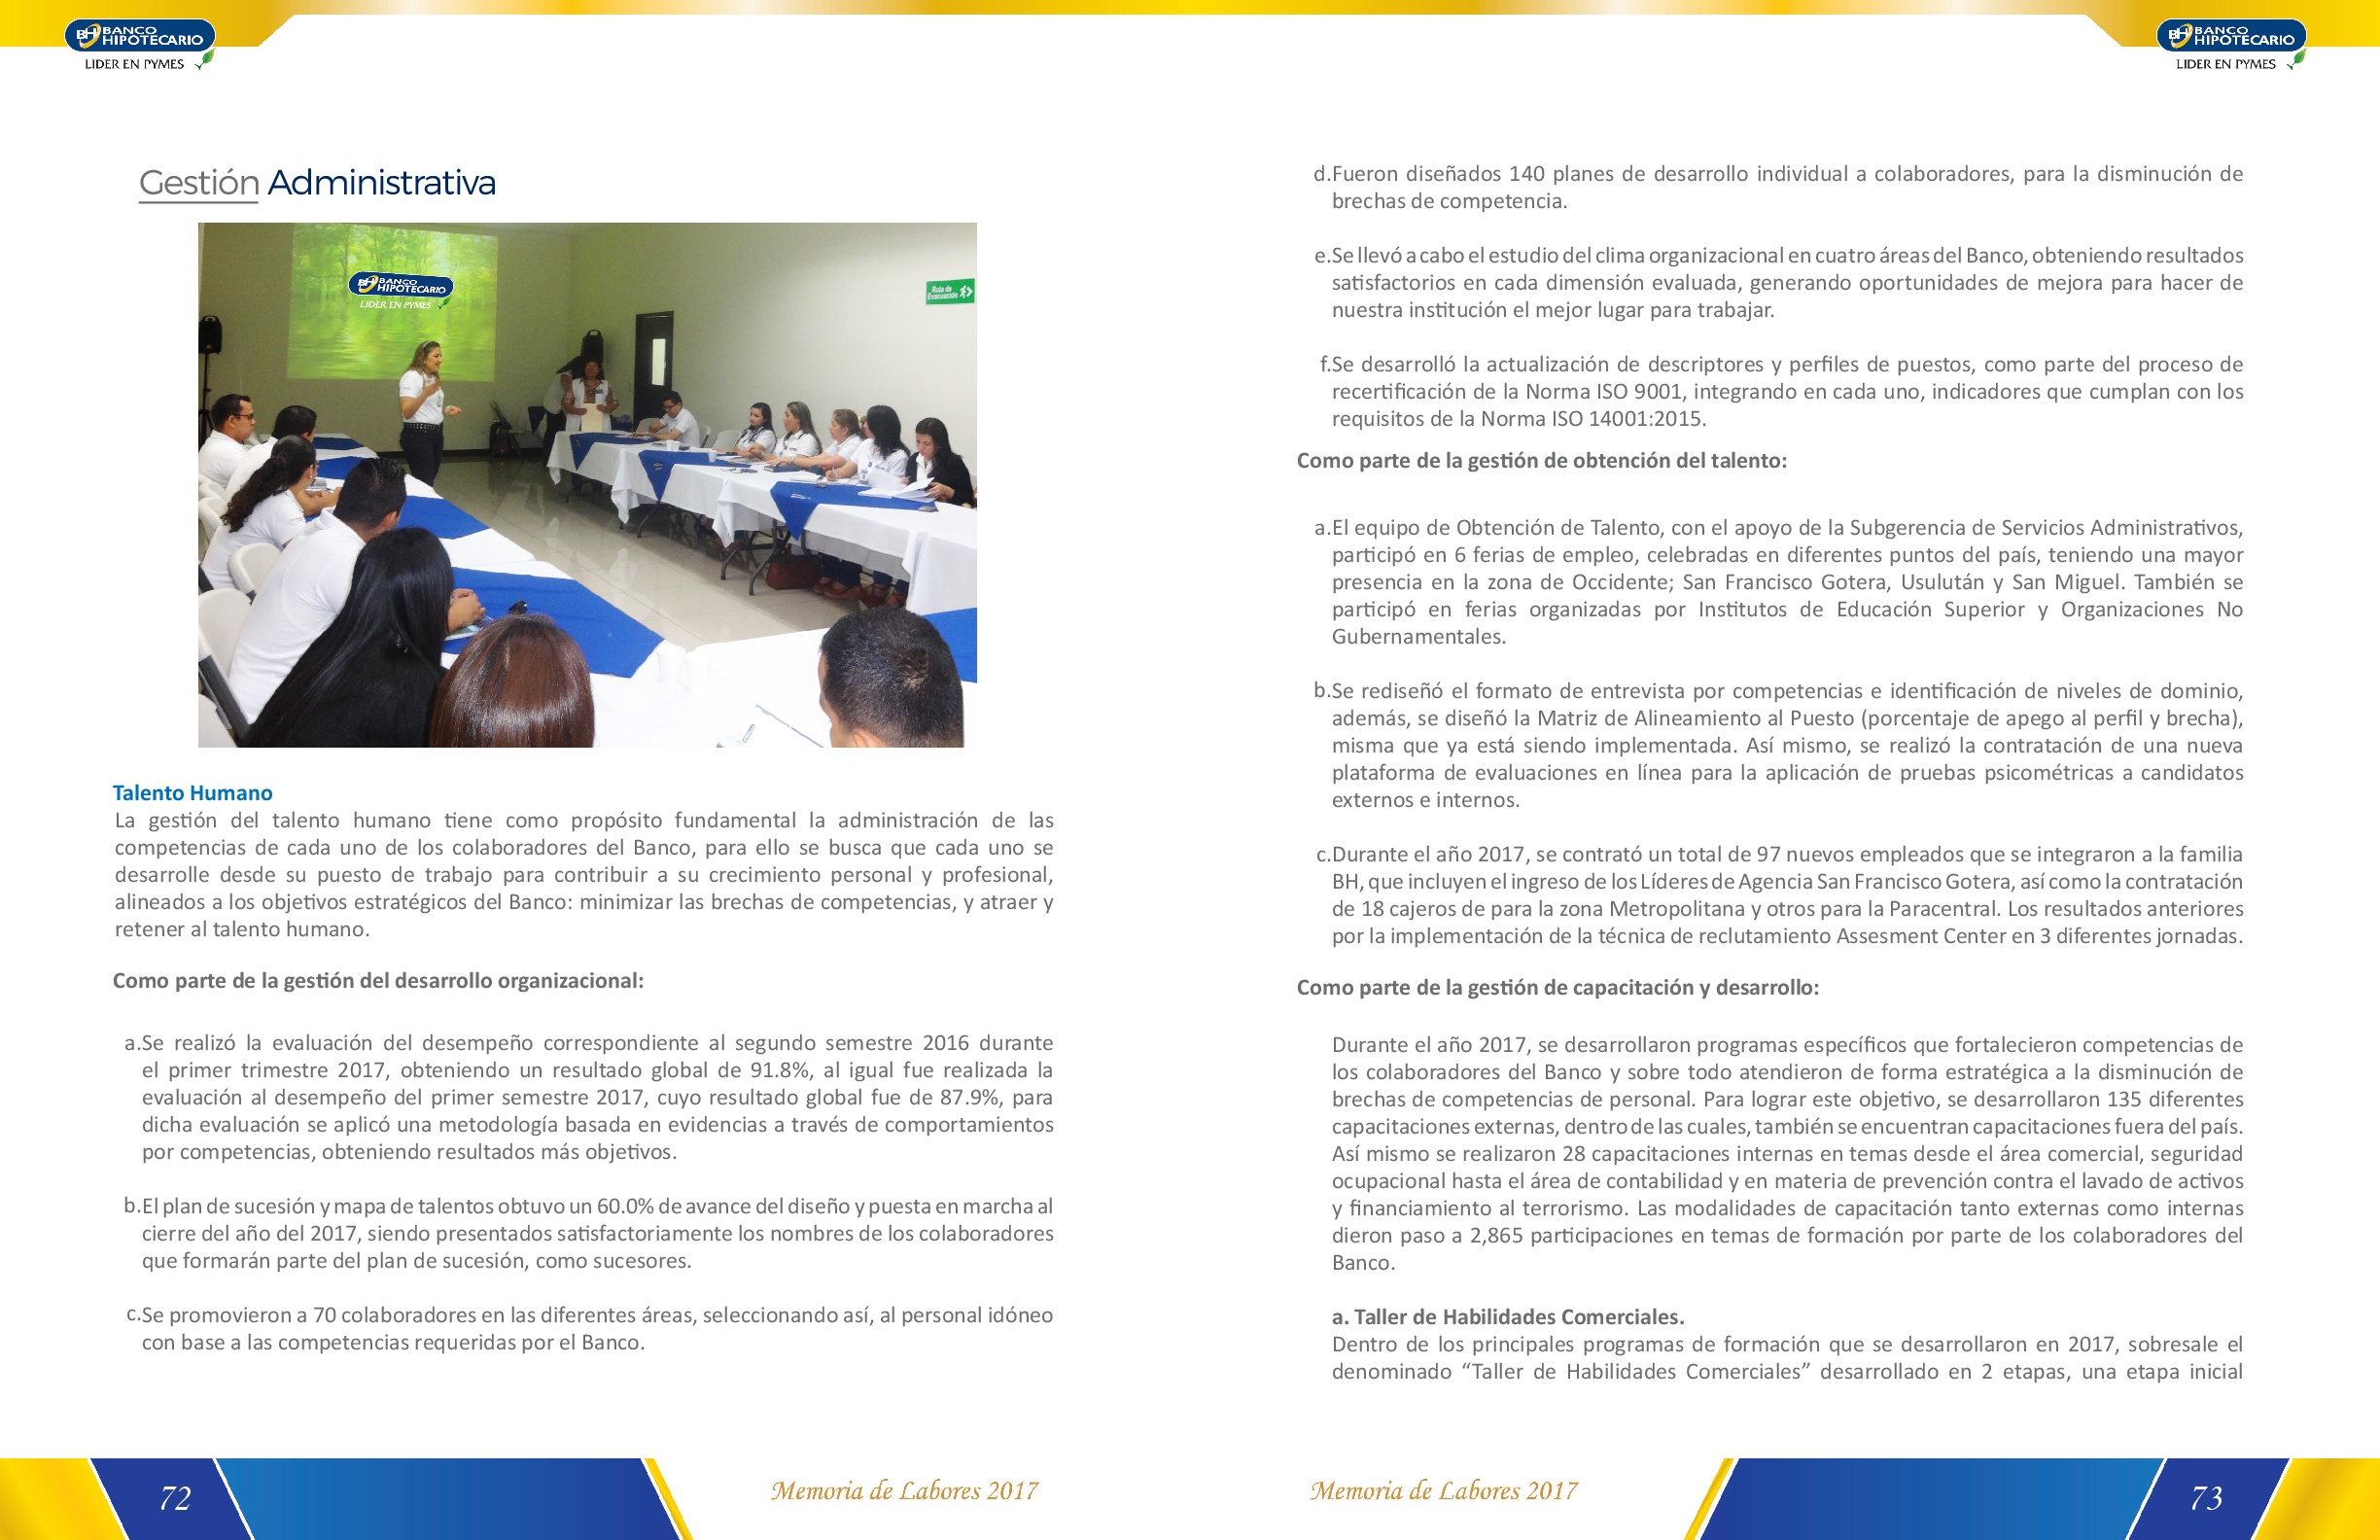 BH BANCO
HIPOTECARIO
LIDER EN PYMES
Gestión Administrativa
BH BANCO
HIPOTECARIO
LIDER EN PYMES
Ruta de
Evacuación
Talento Humano
La gestión del talento humano tiene como propósito fundamental la administración de las
competencias de cada uno de los colaboradores del Banco, para ello se busca que cada uno se
desarrolle desde su puesto de trabajo para contribuir a su crecimiento personal y profesional,
alineados a los objetivos estratégicos del Banco: minimizar las brechas de competencias, y atraer y
retener al talento humano.
Como parte de la gestión del desarrollo organizacional:
a.Se realizó la evaluación del desempeño correspondiente al segundo semestre 2016 durante
el primer trimestre 2017, obteniendo un resultado global de 91.8%, al igual fue realizada la
evaluación al desempeño del primer semestre 2017, cuyo resultado global fue de 87.9%, para
dicha evaluación se aplicó una metodología basada en evidencias a través de comportamientos
por competencias, obteniendo resultados más objetivos.
b.El plan de sucesión y mapa de talentos obtuvo un 60.0% de avance del diseño y puesta en marcha al
cierre del año del 2017, siendo presentados satisfactoriamente los nombres de los colaboradores
que formarán parte del plan de sucesión, como sucesores.
c.Se promovieron a 70 colaboradores en las diferentes áreas, seleccionando así, al personal idóneo
con base a las competencias requeridas por el Banco.
72
Memoria de Labores 2017
BH BANCO
HIPOTECARIO
LIDER EN PYMES
d.Fueron diseñados 140 planes de desarrollo individual a colaboradores, para la disminución de
brechas de competencia.
e.Se llevó a cabo el estudio del clima organizacional en cuatro áreas del Banco, obteniendo resultados
satisfactorios en cada dimensión evaluada, generando oportunidades de mejora para hacer de
nuestra institución el mejor lugar para trabajar.
f.Se desarrolló la actualización de descriptores y perfiles de puestos, como parte del proceso de
recertificación de la Norma ISO 9001, integrando en cada uno, indicadores que cumplan con los
requisitos de la Norma ISO 14001:2015.
Como parte de la gestión de obtención del talento:
a.El equipo de Obtención de Talento, con el apoyo de la Subgerencia de Servicios Administrativos,
participó en 6 ferias de empleo, celebradas en diferentes puntos del país, teniendo una mayor
presencia en la zona de Occidente; San Francisco Gotera, Usulután y San Miguel. También se
participó en ferias organizadas por Institutos de Educación Superior y Organizaciones No
Gubernamentales.
b.Se rediseñó el formato de entrevista por competencias e identificación de niveles de dominio,
además, se diseñó la Matriz de Alineamiento al Puesto (porcentaje de apego al perfil y brecha),
misma que ya está siendo implementada. Así mismo, se realizó la contratación de una nueva
plataforma de evaluaciones en línea para la aplicación de pruebas psicométricas a candidatos
externos e internos.
c.Durante el año 2017, se contrató un total de 97 nuevos empleados que se integraron a la familia
BH, que incluyen el ingreso de los Líderes de Agencia San Francisco Gotera, así como la contratación
de 18 cajeros de para la zona Metropolitana y otros para la Paracentral. Los resultados anteriores
por la implementación de la técnica de reclutamiento Assesment Center en 3 diferentes jornadas.
Como parte de la gestión de capacitación y desarrollo:
Durante el año 2017, se desarrollaron programas específicos que fortalecieron competencias de
los colaboradores del Banco y sobre todo atendieron de forma estratégica a la disminución de
brechas de competencias de personal. Para lograr este objetivo, se desarrollaron 135 diferentes
capacitaciones externas, dentro de las cuales, también se encuentran capacitaciones fuera del país.
Así mismo se realizaron 28 capacitaciones internas en temas desde el área comercial, seguridad
ocupacional hasta el área de contabilidad y en materia de prevención contra el lavado de activos
y financiamiento al terrorismo. Las modalidades de capacitación tanto externas como internas
dieron paso a 2,865 participaciones en temas de formación por parte de los colaboradores del
Banco.
a. Taller de Habilidades Comerciales.
Dentro de los principales programas de formación que se desarrollaron en 2017, sobresale el
denominado “Taller de Habilidades Comerciales” desarrollado en 2 etapas, una etapa inicial
Memoria de Labores 2017
73